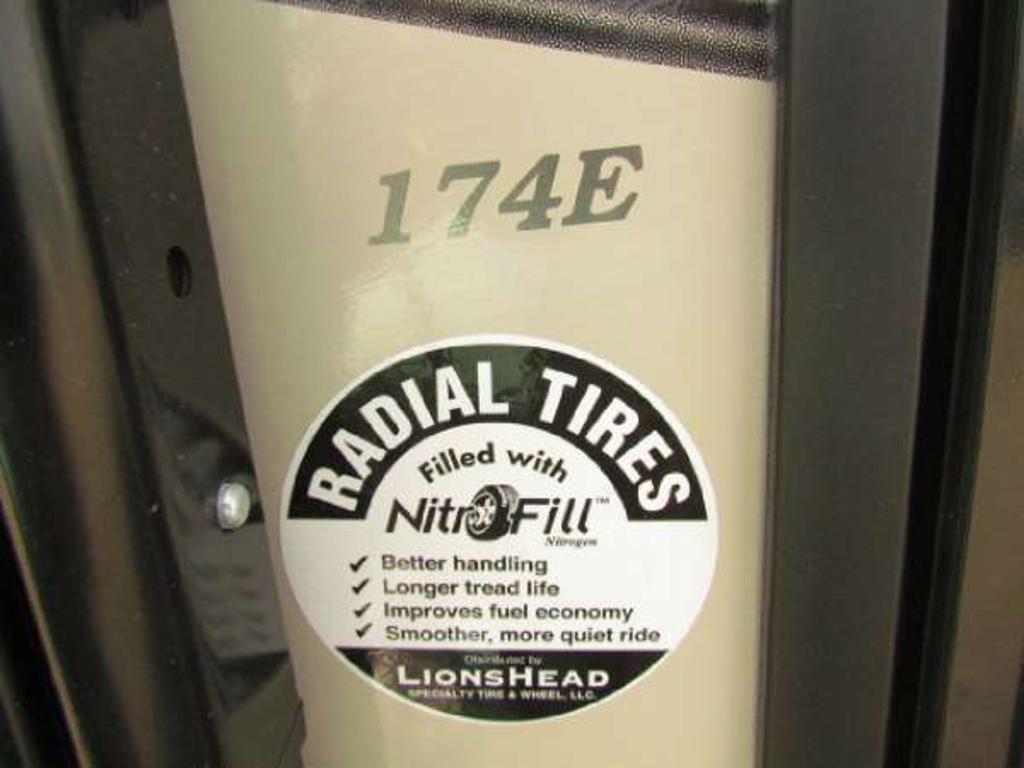 174E
RADIAL TIRES
Filled with
NitroFill™
Nitrogen
✓ Better handling
✓ Longer tread life
✓ Improves fuel economy
✓ Smoother, more quiet ride
Distributed by
LIONSHEAD
SPECIALTY TIRE & WHEEL, LLC.